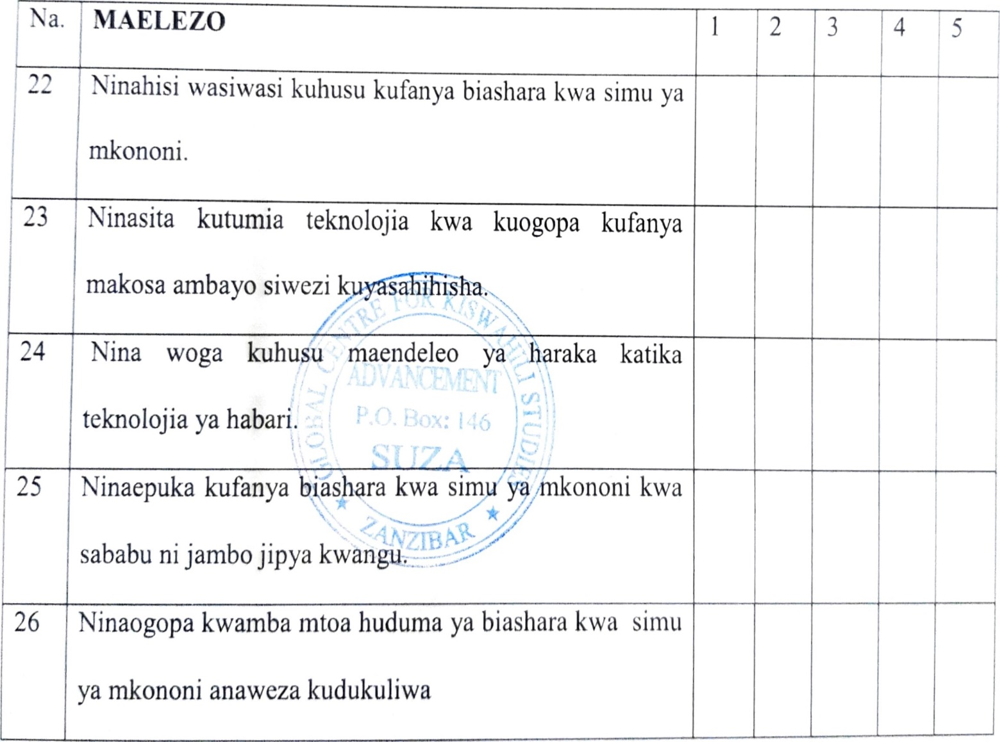 Na. MAELEZO 1 2 3 4 5
22 Ninahisi wasiwasi kuhusu kufanya biashara kwa simu ya
mkononi.
23 Ninasita kutumia teknolojia kwa kuogopa kufanya
makosa ambayo siwezi kuyasahihisha.
24 Nina woga kuhusu maendeleo ya haraka katika
teknolojia ya habari.
25 Ninaepuka kufanya biashara kwa simu ya mkononi kwa
sababu ni jambo jipya kwangu.
26 Ninaogopa kwamba mtoa huduma ya biashara kwa simu
ya mkononi anaweza kudukuliwa
GLOBAL CENTRE FOR KISWAHILI STUDIES
ADVANCEMENT
P.O. Box: 146
SUZA
ZANZIBAR